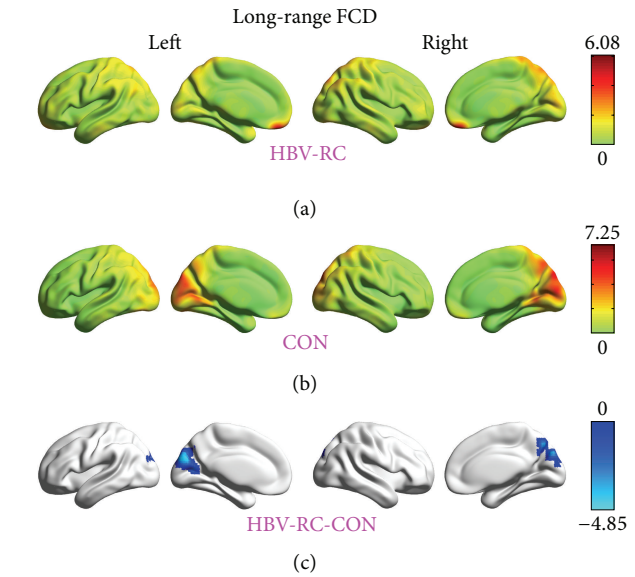 Long-range FCD
Left
Right
6.08
0
HBV-RC
(a)
7.25
0
CON
(b)
0
−4.85
HBV-RC-CON
(c)